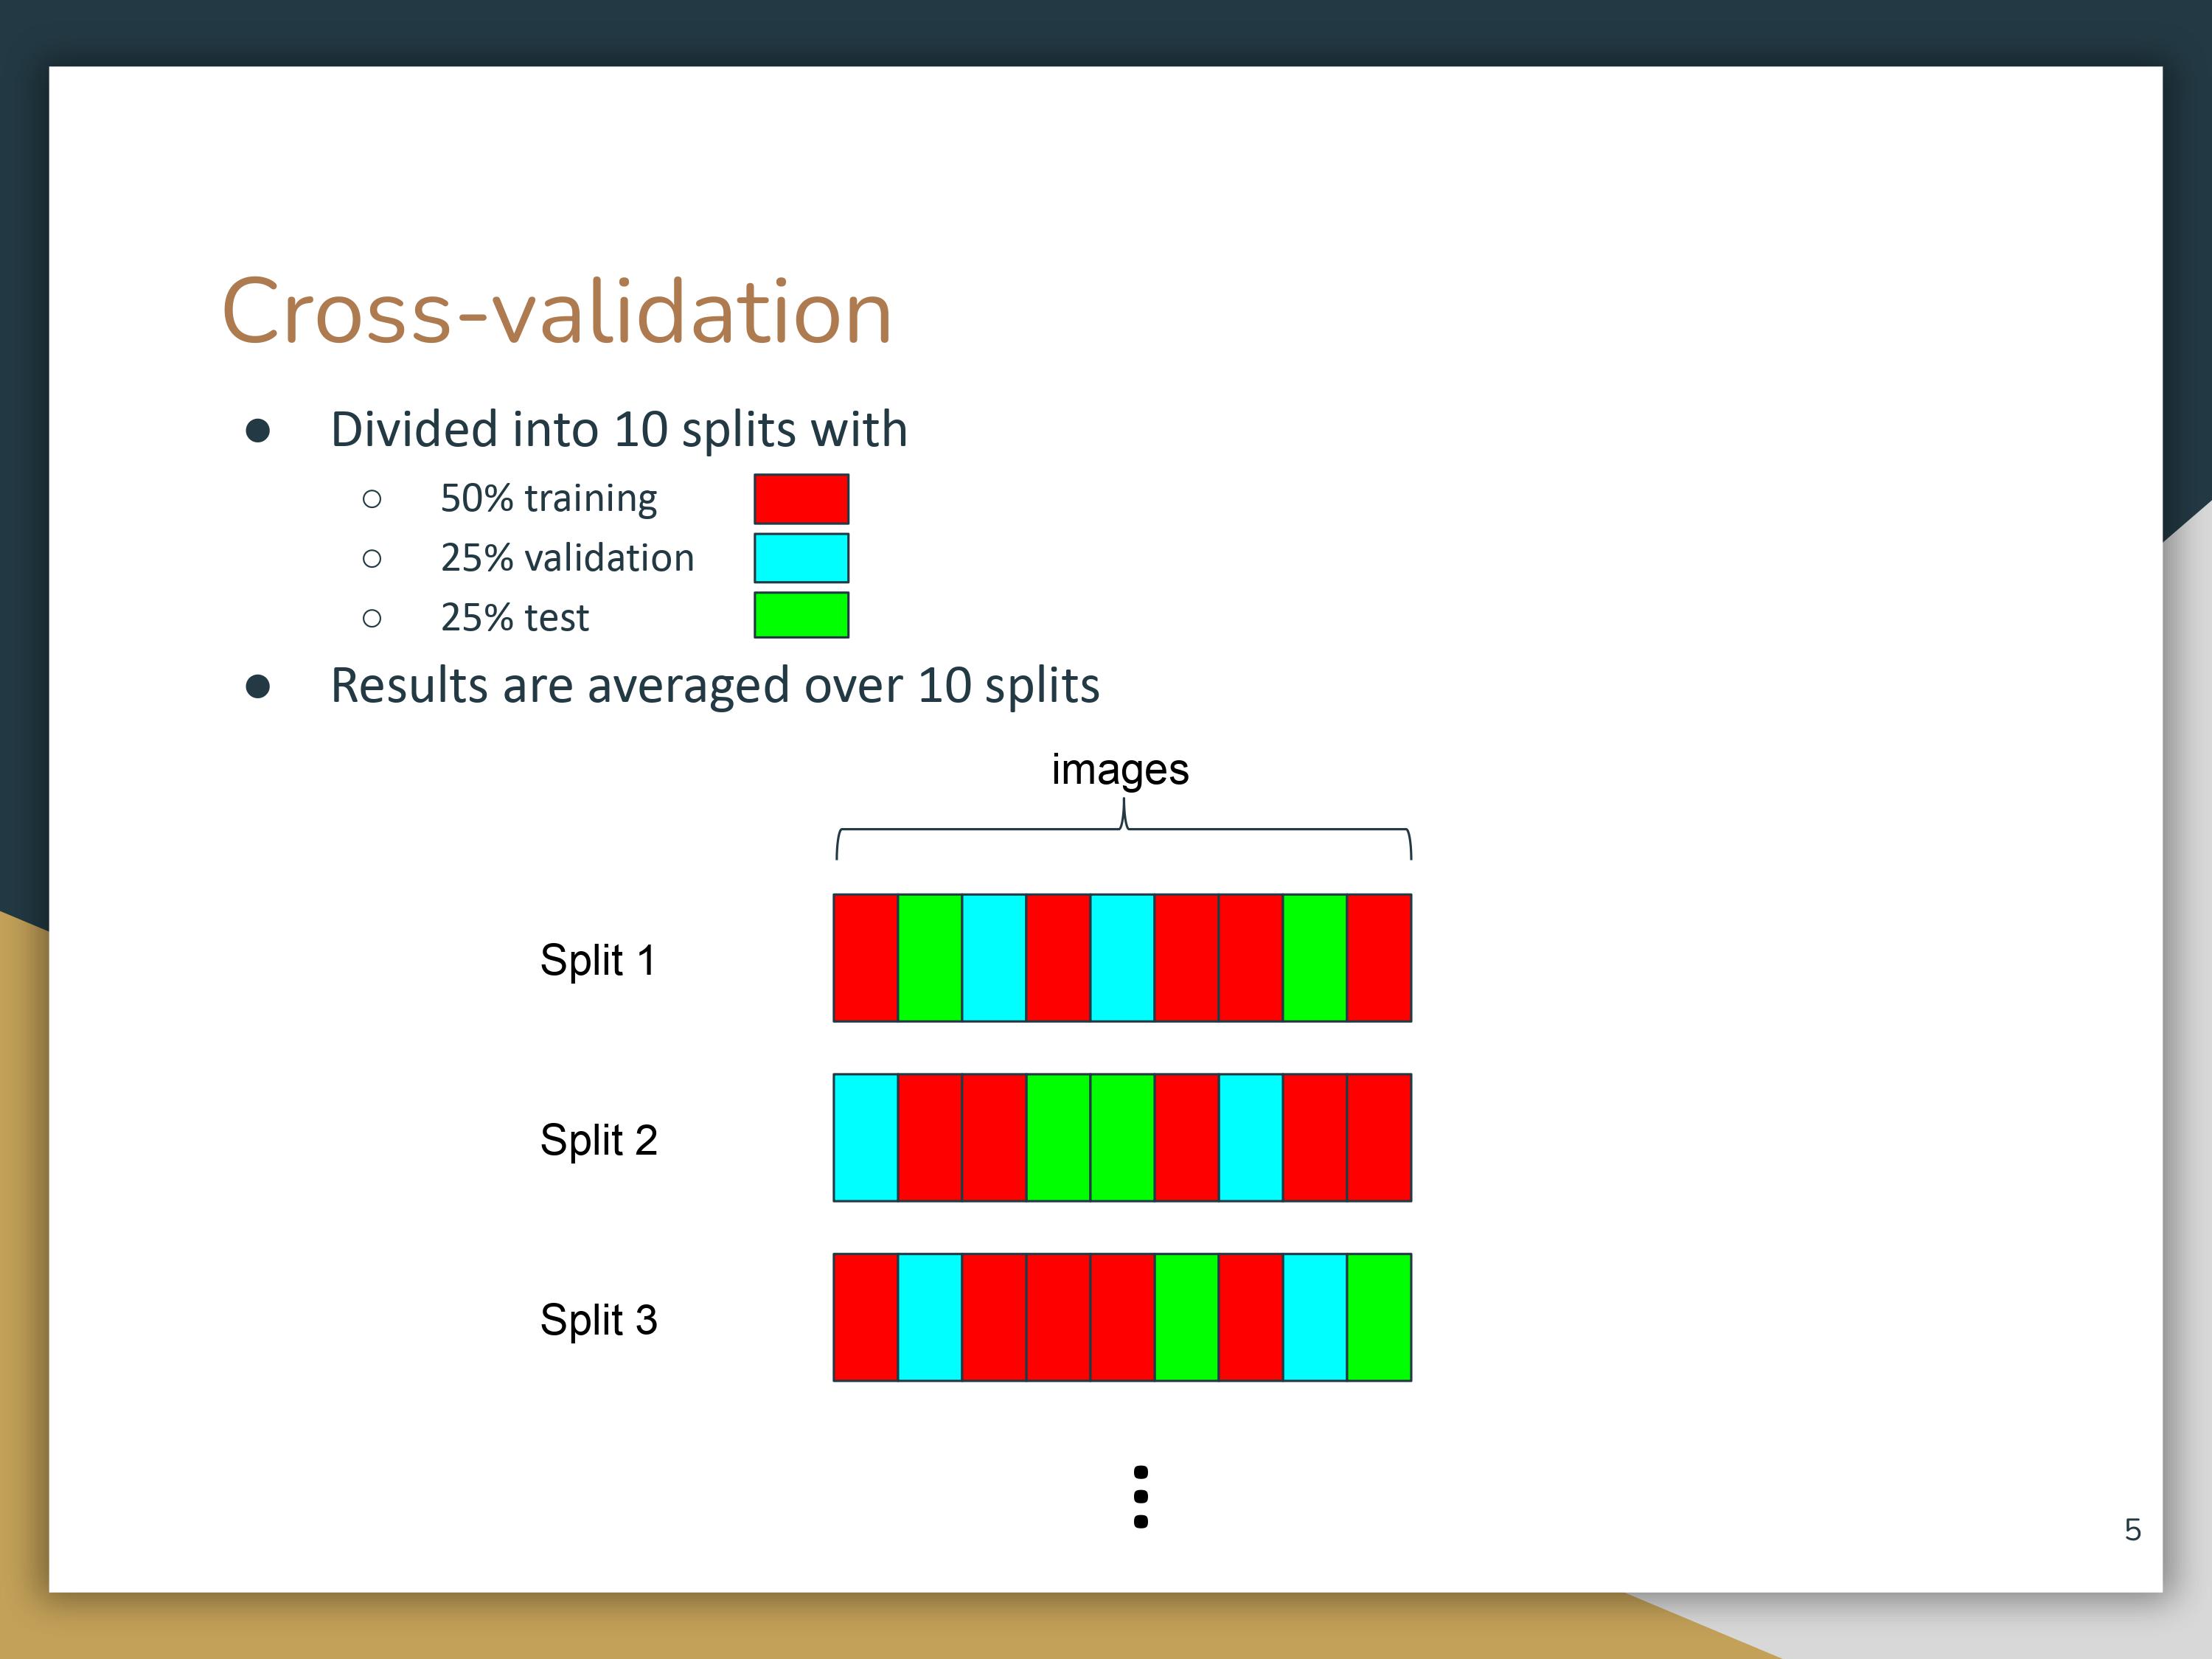 Cross-validation
● Divided into 10 splits with
○ 50% training
○ 25% validation
○ 25% test
● Results are averaged over 10 splits
images
Split 1
Split 2
Split 3
5